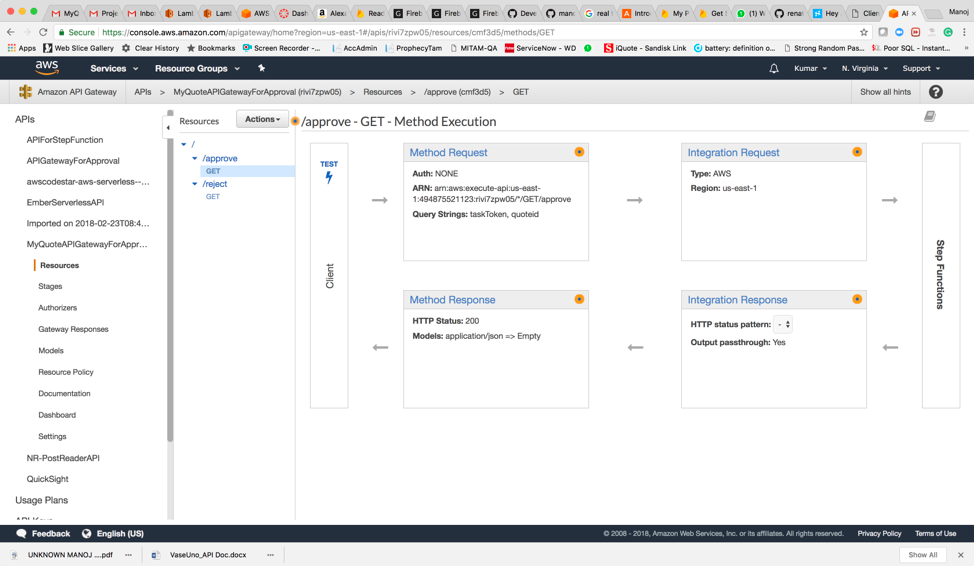 MyQ
Proje
Inbo
Lamb
Lamb
AWS
Dash
Alexa
Reac
Fireb
Fireb
Fireb
Deve
mano
real t
Intro
My P
Get S
(1) W
renat
Hey
Clien
AI
Manoj
Secure https://console.aws.amazon.com/apigateway/home?region=us-east-1#/apis/rivi7zpw05/resources/cmf3d5/methods/GET
Apps
Web Slice Gallery
Clear History
Bookmarks
Screen Recorder -...
AccAdmin
ProphecyTam
MITAM-QA
ServiceNow - WD
iQuote - Sandisk Link
battery: definition o...
Strong Random Pas...
Poor SQL - Instant...
»
aws
Services
Resource Groups
Kumar
N. Virginia
Support
Amazon API Gateway
APIs > MyQuoteAPIGatewayForApproval (rivi7zpw05) > Resources > /approve (cmf3d5) > GET
Show all hints
?
APIs
APIForStepFunction
APIGatewayForApproval
awscodestar-aws-serverless--...
EmberServerlessAPI
Imported on 2018-02-23T08:4...
MyQuoteAPIGatewayForAppr...
Resources
Stages
Authorizers
Gateway Responses
Models
Resource Policy
Documentation
Dashboard
Settings
NR-PostReaderAPI
QuickSight
Usage Plans
API Keys
Resources
Actions
/
/approve
GET
/reject
GET
/approve - GET - Method Execution
TEST
Client
Method Request
Auth: NONE
ARN: arn:aws:execute-api:us-east-
1:494875521123:rivi7zpw05/*/GET/approve
Query Strings: taskToken, quoteid
Integration Request
Type: AWS
Region: us-east-1
Step Functions
Method Response
HTTP Status: 200
Models: application/json => Empty
Integration Response
HTTP status pattern: -
Output passthrough: Yes
Feedback
English (US)
© 2008 - 2018, Amazon Web Services, Inc. or its affiliates. All rights reserved.
Privacy Policy
Terms of Use
UNKNOWN MANOJ ....pdf
VaseUno_API Doc.docx
Show All